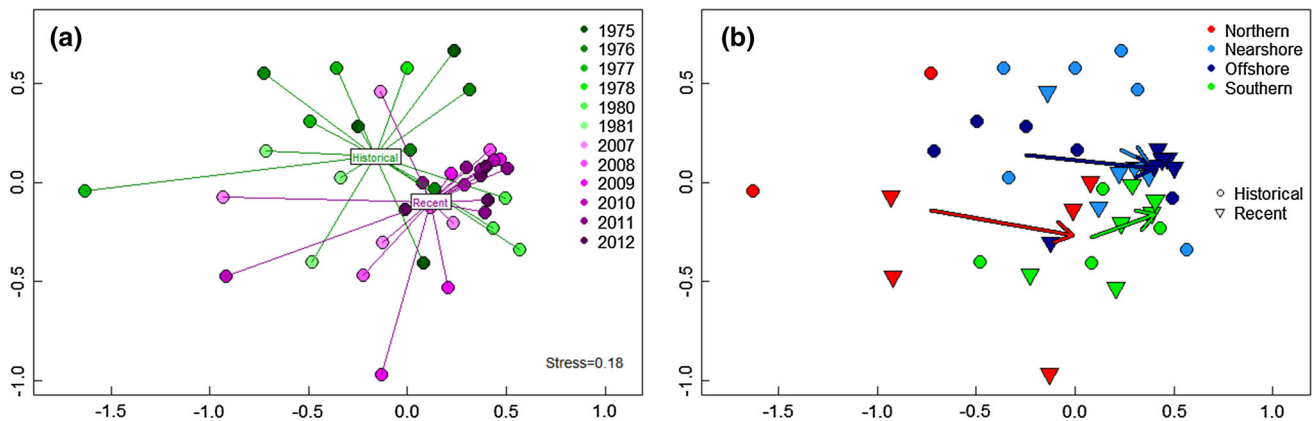 (a)
1975
1976
1977
1978
1980
1981
2007
2008
2009
2010
2011
2012
Historical
Recent
Stress=0.18
0.5
0.0
-0.5
-1.0
-1.5
-1.0
-0.5
0.0
0.5
1.0
(b)
Northern
Nearshore
Offshore
Southern
Historical
Recent
0.5
0.0
-0.5
-1.0
-1.5
-1.0
-0.5
0.0
0.5
1.0